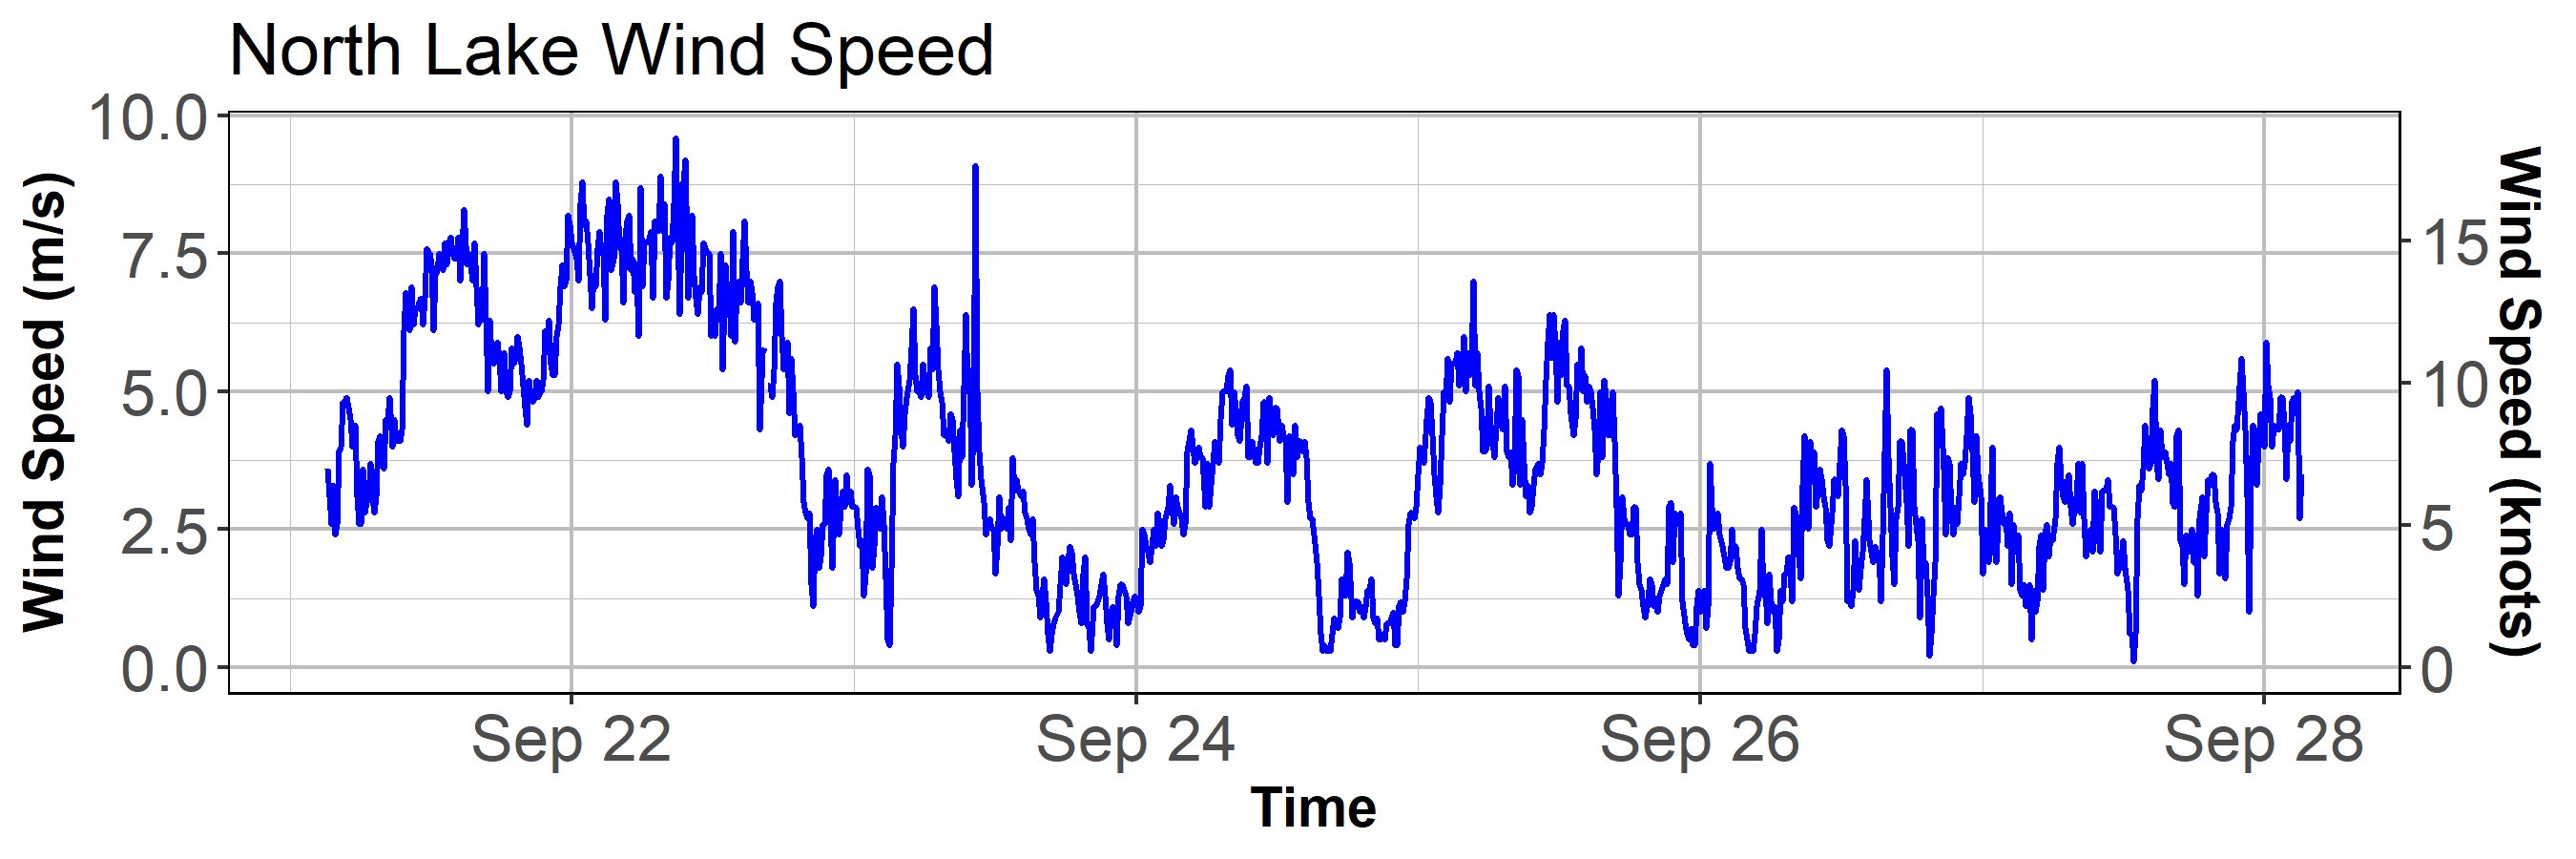 North Lake Wind Speed
10.0
7.5
5.0
2.5
0.0
Wind Speed (m/s)
15
10
5
0
Wind Speed (knots)
Sep 22
Sep 24
Sep 26
Sep 28
Time